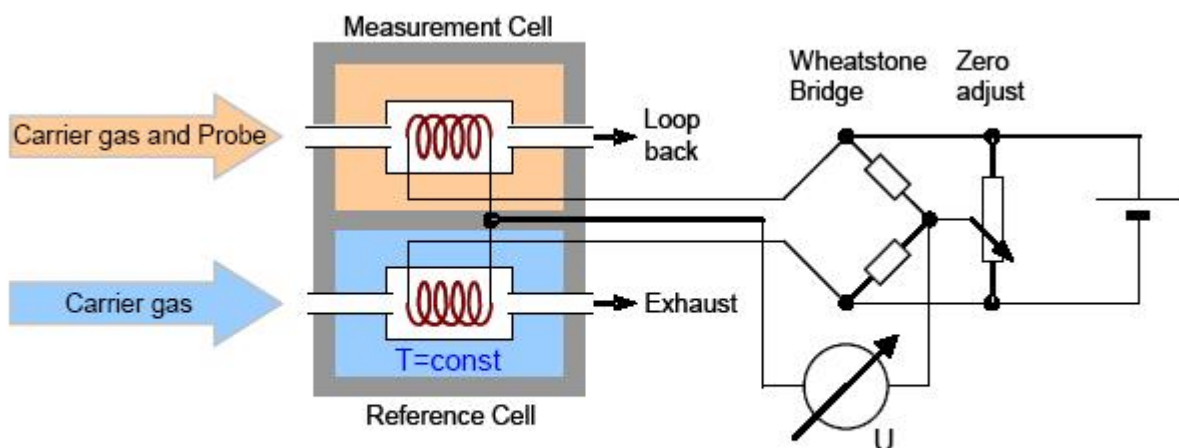 Measurement Cell
Wheatstone
Bridge
Zero
adjust
Carrier gas and Probe
Loop
back
Carrier gas
Exhaust
T=const
Reference Cell
U